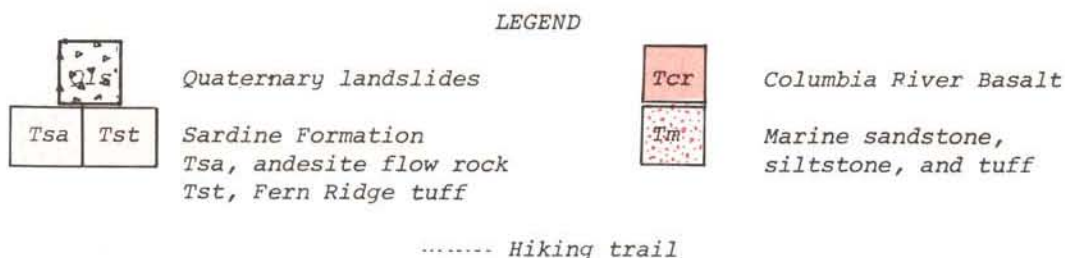 LEGEND
Qls Quaternary landslides
Tsa Tst Sardine Formation
Tsa, andesite flow rock
Tst, Fern Ridge tuff
Tcr Columbia River Basalt
Tm Marine sandstone,
siltstone, and tuff
Hiking trail